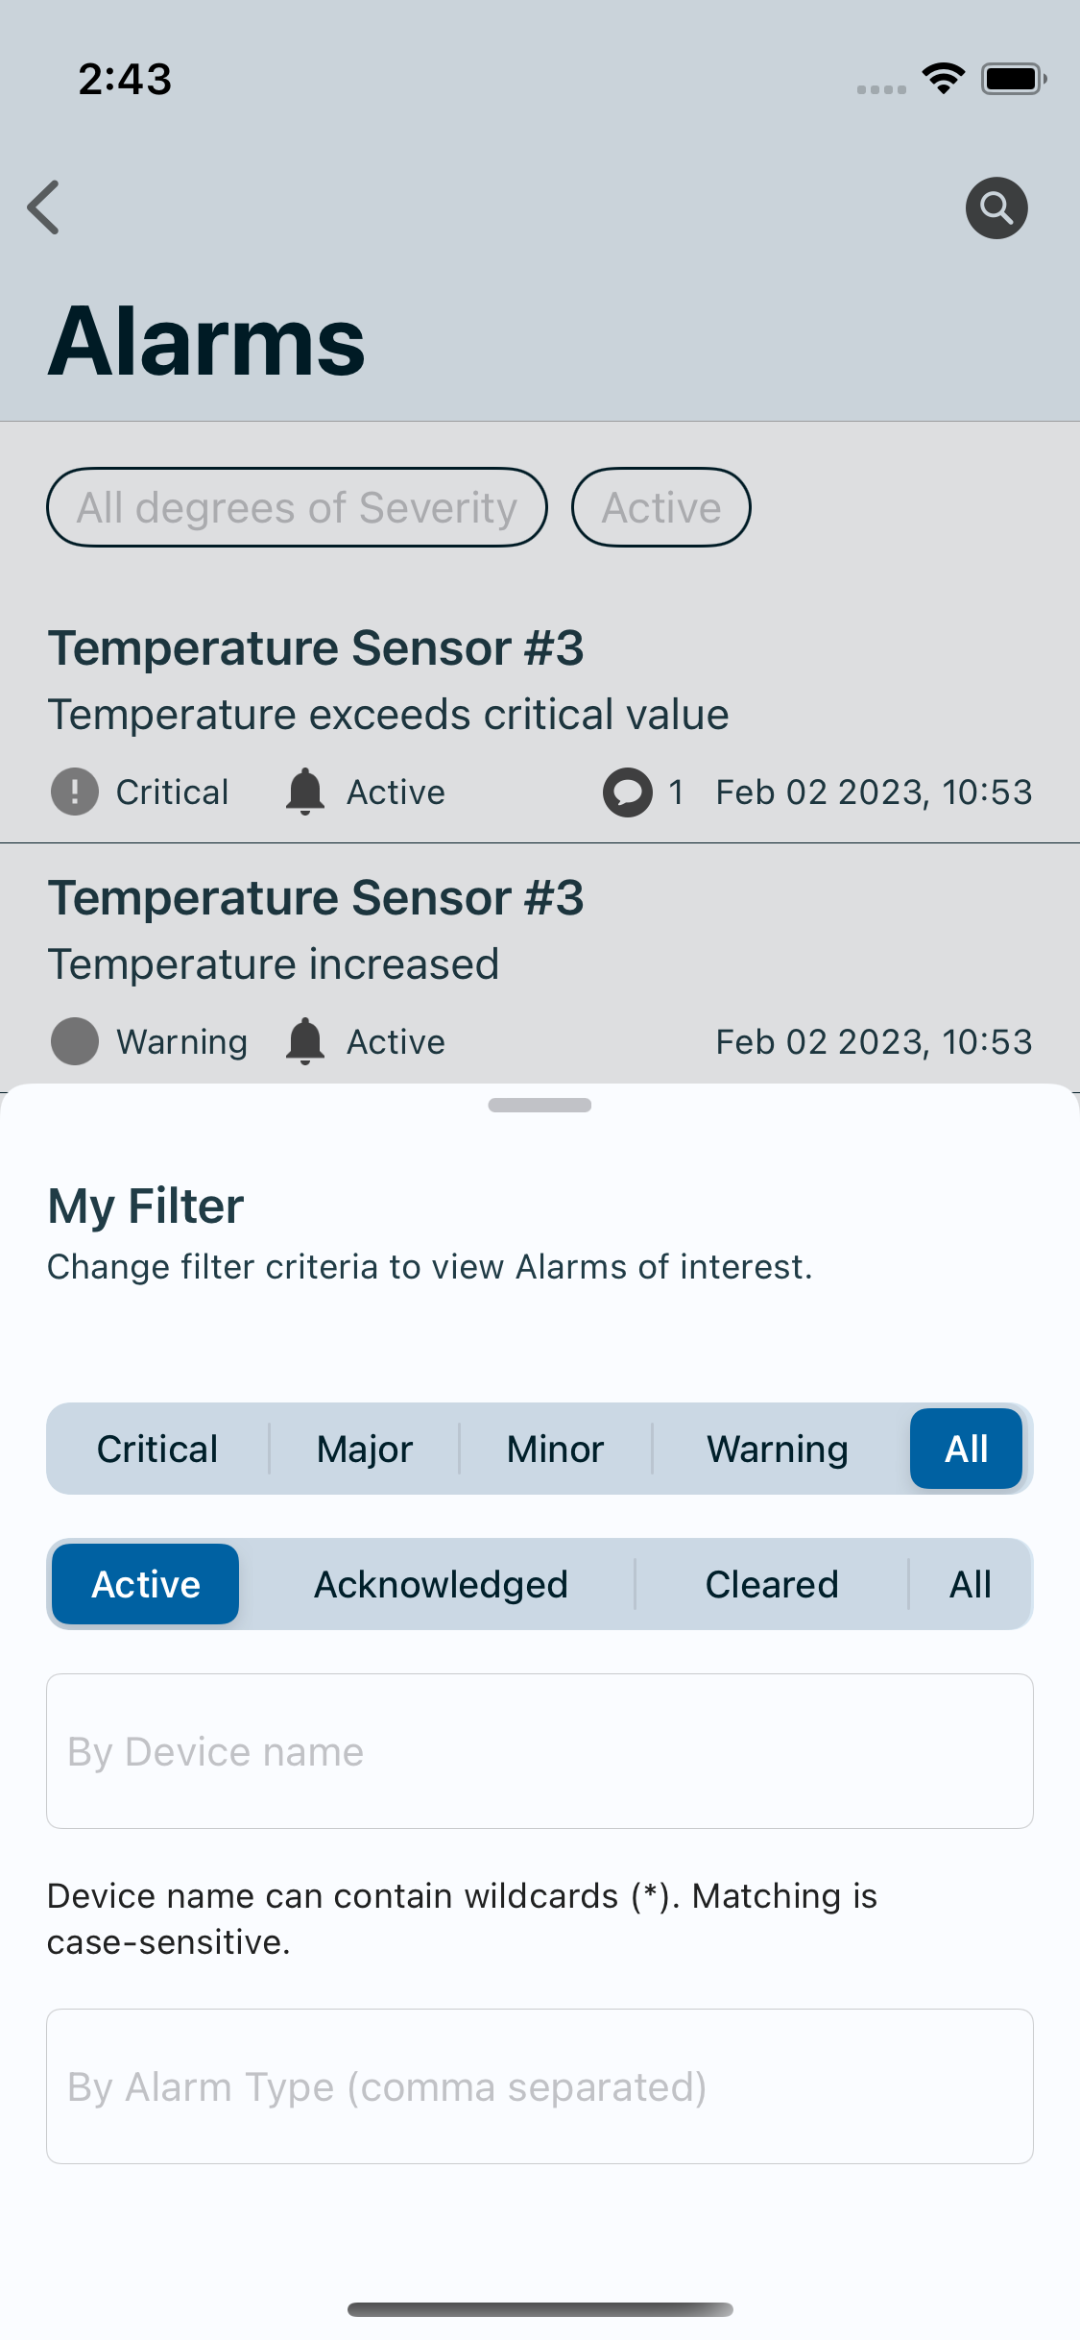 2:43
Alarms
All degrees of Severity Active
Temperature Sensor #3
Temperature exceeds critical value
Critical Active 1 Feb 02 2023, 10:53
Temperature Sensor #3
Temperature increased
Warning Active Feb 02 2023, 10:53
My Filter
Change filter criteria to view Alarms of interest.
Critical Major Minor Warning All
Active Acknowledged Cleared All
By Device name
Device name can contain wildcards (*). Matching is
case-sensitive.
By Alarm Type (comma separated)